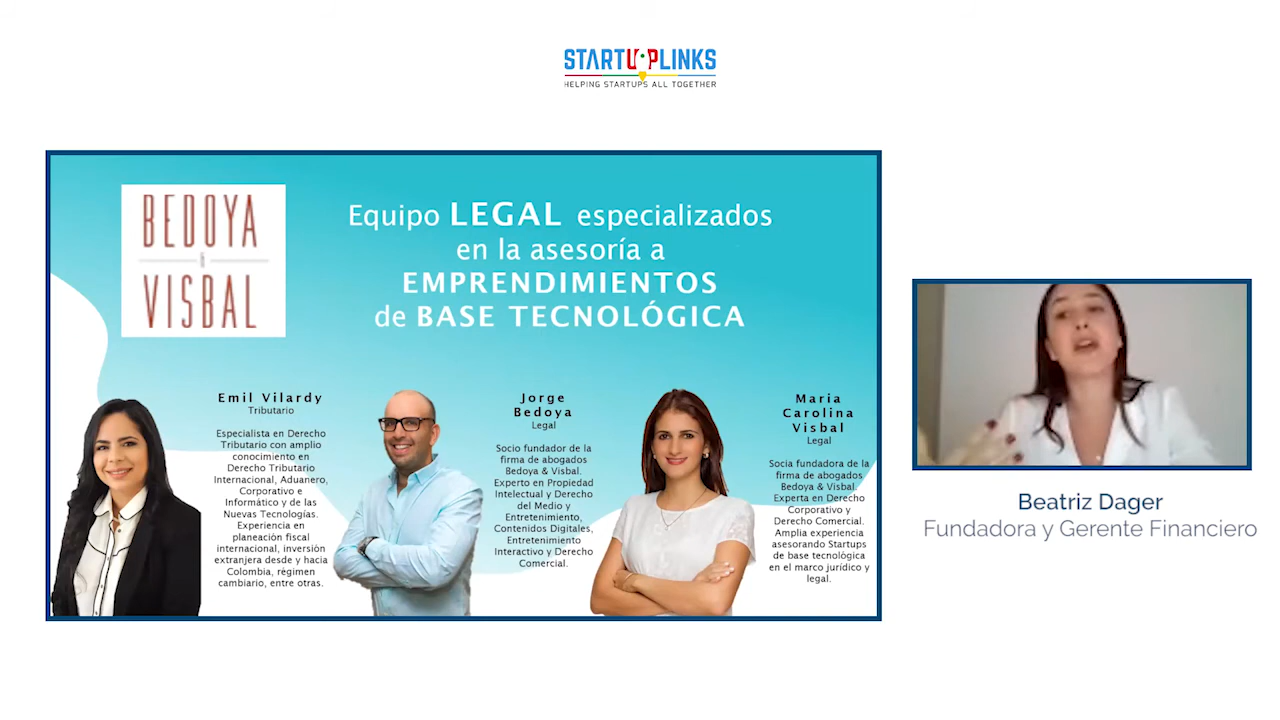 STARTUPLINKS
HELPING STARTUPS ALL TOGETHER
BEDOYA
&
VISBAL
Equipo LEGAL especializados
en la asesoría a
EMPRENDIMIENTOS
de BASE TECNOLÓGICA
Emil Vilardy
Tributario
Especialista en Derecho
Tributario con amplio
conocimiento en
Derecho Tributario
Internacional, Aduanero,
Corporativo e
Informático y de las
Nuevas Tecnologías.
Experiencia en
planeación fiscal
internacional, inversión
extranjera desde y hacia
Colombia, régimen
cambiario, entre otras.
Jorge
Bedoya
Legal
Socio fundador de la
firma de abogados
Bedoya & Visbal.
Experto en Propiedad
Intelectual y Derecho
del Medio y
Entretenimiento,
Contenidos Digitales,
Entretenimiento
Interactivo y Derecho
Comercial.
Maria
Carolina
Visbal
Legal
Socia fundadora de la
firma de abogados
Bedoya & Visbal.
Experta en Derecho
Corporativo y
Derecho Comercial.
Amplia experiencia
asesorando Startups
de base tecnológica
en el marco jurídico y
legal.
Beatriz Dager
Fundadora y Gerente Financiero